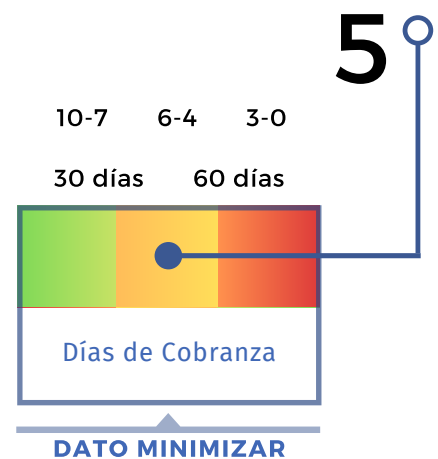 5
10-7 6-4 3-0
30 días 60 días
Días de Cobranza
DATO MINIMIZAR